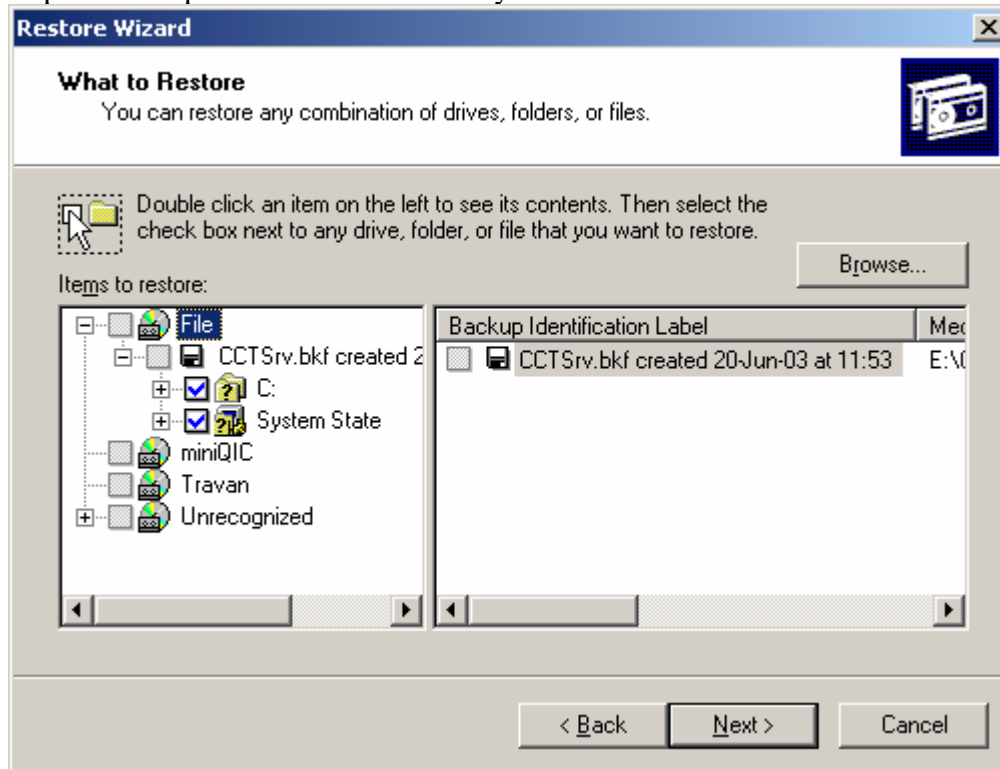 Restore Wizard
What to Restore
You can restore any combination of drives, folders, or files.
Double click an item on the left to see its contents. Then select the
check box next to any drive, folder, or file that you want to restore.
Browse...
Items to restore:
File
CCTSrv.bkf created 2
C:
System State
miniQIC
Travan
Unrecognized
Backup Identification Label
Med
CCTSrv.bkf created 20-Jun-03 at 11:53
E:\
< Back
Next >
Cancel